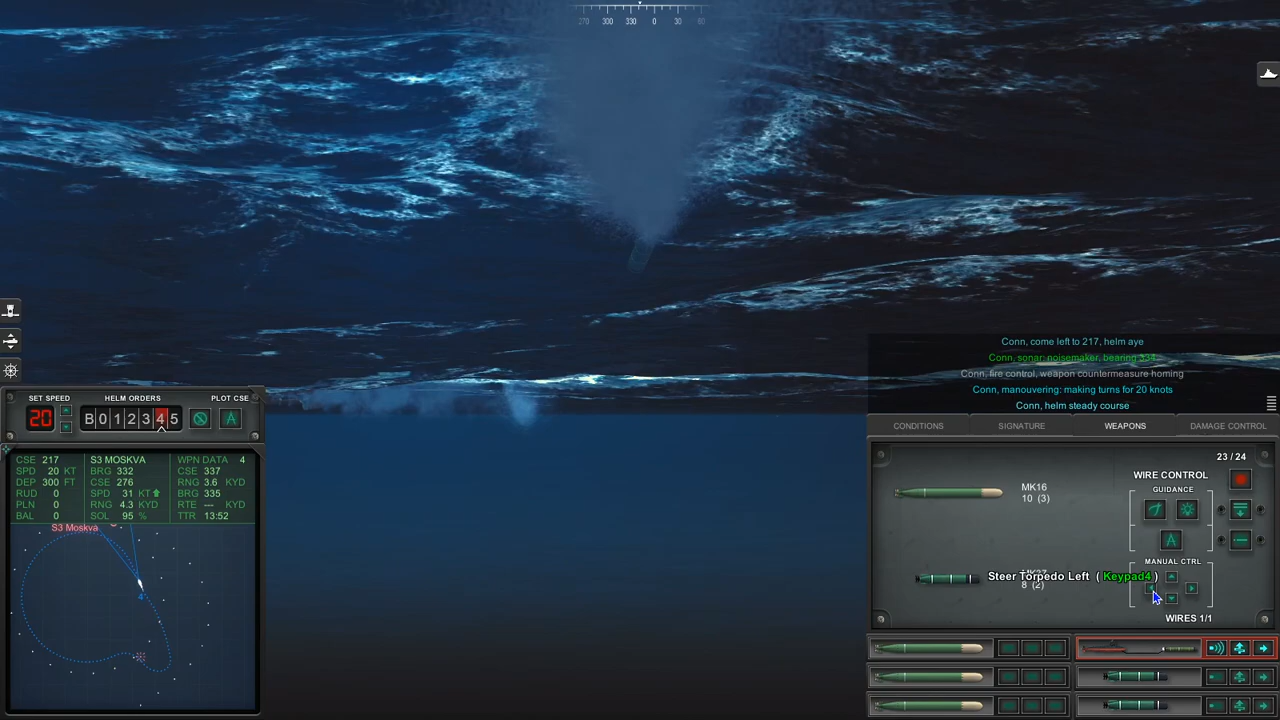 270 300 330 0 30 60
Conn, come left to 217, helm aye
Conn, sonar: noisemaker, bearing 334
Conn, fire control, weapon countermeasure homing
Conn, manouvering: making turns for 20 knots
Conn, helm steady course
SET SPEED HELM ORDERS PLOT CSE
20 B 0 1 2 3 4 5
CONDITIONS SIGNATURE WEAPONS DAMAGE CONTROL
23 / 24
CSE 217 S3 MOSKVA WPN DATA 4
SPD 20 KT BRG 332 CSE 337
DEP 300 FT CSE 276 RNG 3.6 KYD
RUD 0 SPD 31 KT BRG 335
PLN 0 RNG 4.3 KYD RTE --- KYD
BAL 0 SOL 95 % TTR 13:52
S3 Moskva
4
WIRE CONTROL
GUIDANCE
MK16
10 (3)
MANUAL CTRL
Steer Torpedo Left ( Keypad4 )
8 (2)
WIRES 1/1